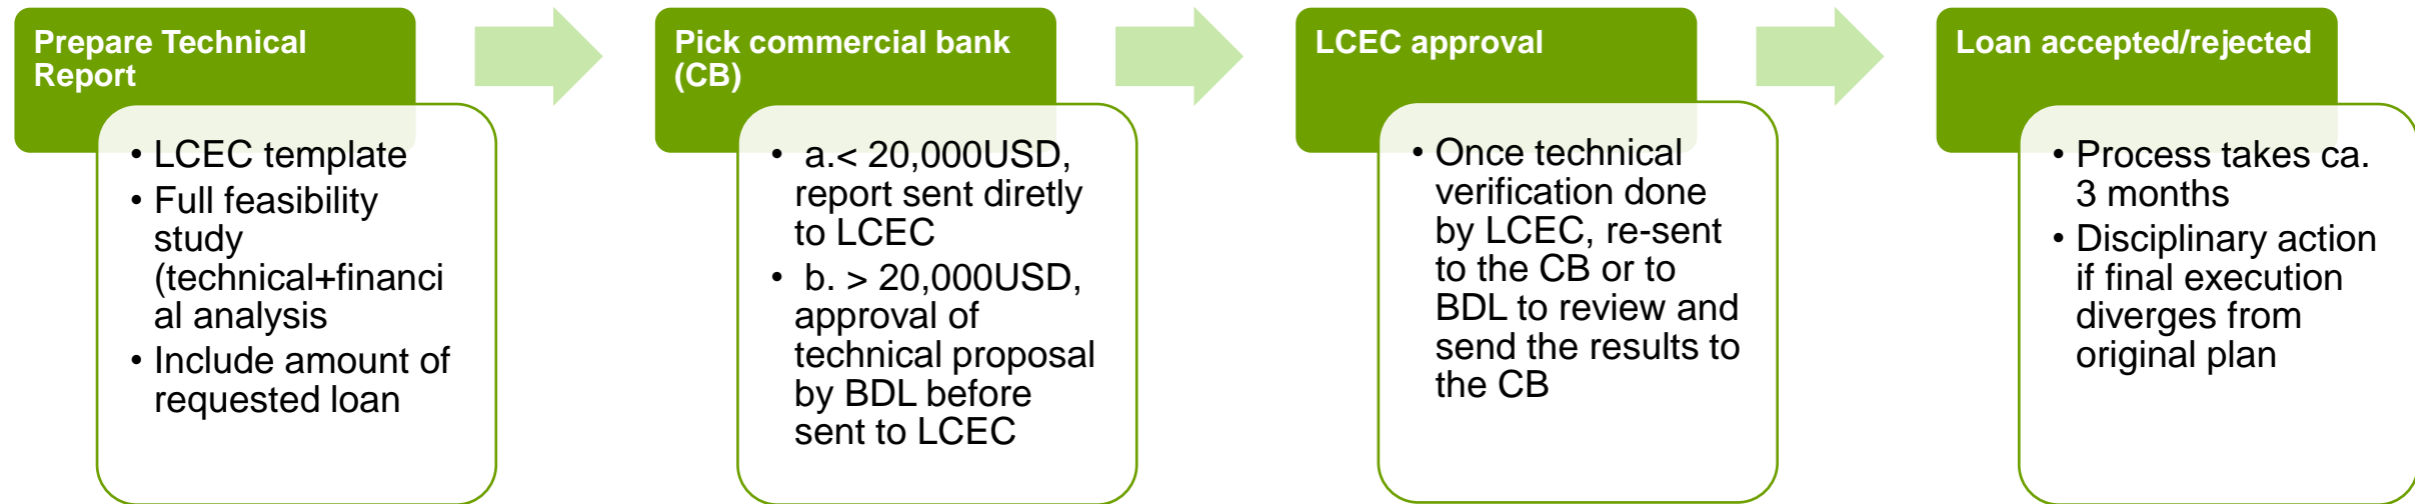 Prepare Technical
Report
• LCEC template
• Full feasibility
study
(technical+financi
al analysis
• Include amount of
requested loan
Pick commercial bank
(CB)
• a.< 20,000USD,
report sent diretly
to LCEC
• b. > 20,000USD,
approval of
technical proposal
by BDL before
sent to LCEC
LCEC approval
• Once technical
verification done
by LCEC, re-sent
to the CB or to
BDL to review and
send the results to
the CB
Loan accepted/rejected
• Process takes ca.
3 months
• Disciplinary action
if final execution
diverges from
original plan